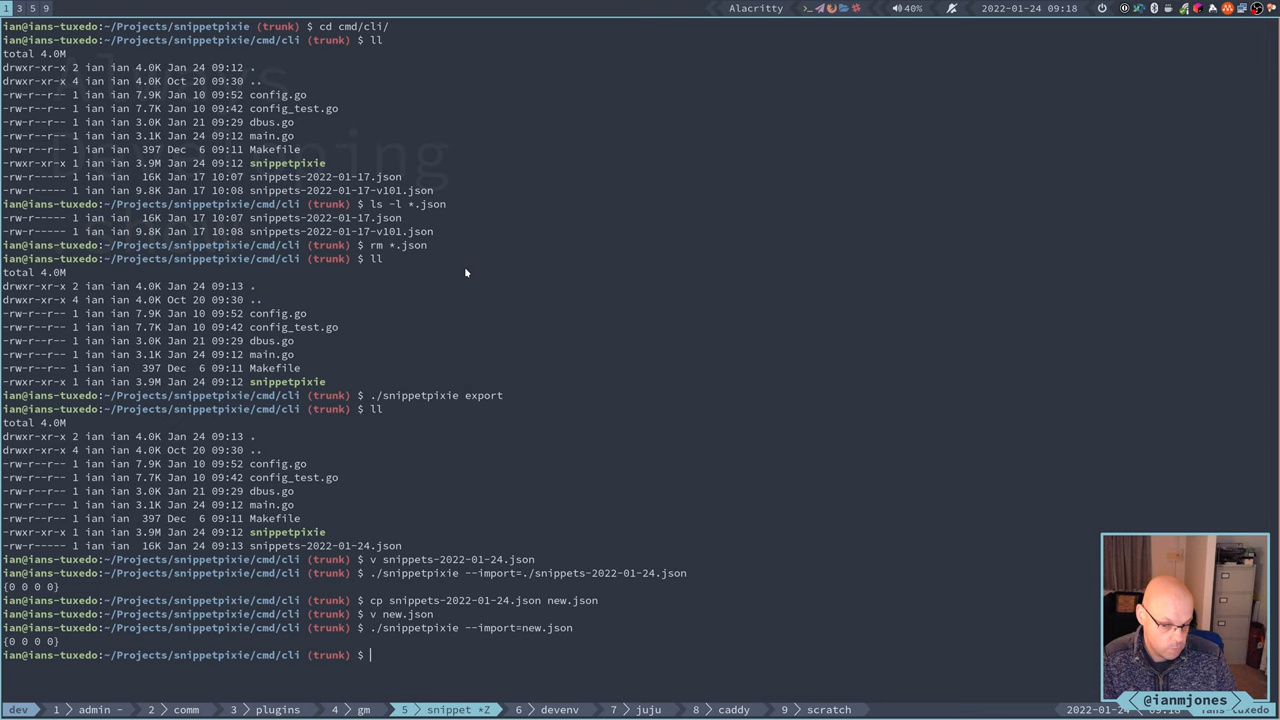 1 3 5 9
Alacritty
40%
2022-01-24 09:18
ian@ians-tuxedo:~/Projects/snippetpixie (trunk) $ cd cmd/cli/
ian@ians-tuxedo:~/Projects/snippetpixie/cmd/cli (trunk) $ ll
total 4.0M
drwxr-xr-x 2 ian ian 4.0K Jan 24 09:12 .
drwxr-xr-x 4 ian ian 4.0K Oct 20 09:30 ..
-rw-r--r-- 1 ian ian 7.9K Jan 10 09:52 config.go
-rw-r--r-- 1 ian ian 7.7K Jan 10 09:42 config_test.go
-rw-r--r-- 1 ian ian 3.0K Jan 21 09:29 dbus.go
-rw-r--r-- 1 ian ian 3.1K Jan 24 09:12 main.go
-rw-r--r-- 1 ian ian  397 Dec  6 09:11 Makefile
-rwxr-xr-x 1 ian ian 3.9M Jan 24 09:12 snippetpixie
-rw-r----- 1 ian ian  16K Jan 17 10:07 snippets-2022-01-17.json
-rw-r----- 1 ian ian 9.8K Jan 17 10:08 snippets-2022-01-17-v101.json
ian@ians-tuxedo:~/Projects/snippetpixie/cmd/cli (trunk) $ ls -l *.json
-rw-r----- 1 ian ian  16K Jan 17 10:07 snippets-2022-01-17.json
-rw-r----- 1 ian ian 9.8K Jan 17 10:08 snippets-2022-01-17-v101.json
ian@ians-tuxedo:~/Projects/snippetpixie/cmd/cli (trunk) $ rm *.json
ian@ians-tuxedo:~/Projects/snippetpixie/cmd/cli (trunk) $ ll
total 4.0M
drwxr-xr-x 2 ian ian 4.0K Jan 24 09:13 .
drwxr-xr-x 4 ian ian 4.0K Oct 20 09:30 ..
-rw-r--r-- 1 ian ian 7.9K Jan 10 09:52 config.go
-rw-r--r-- 1 ian ian 7.7K Jan 10 09:42 config_test.go
-rw-r--r-- 1 ian ian 3.0K Jan 21 09:29 dbus.go
-rw-r--r-- 1 ian ian 3.1K Jan 24 09:12 main.go
-rw-r--r-- 1 ian ian  397 Dec  6 09:11 Makefile
-rwxr-xr-x 1 ian ian 3.9M Jan 24 09:12 snippetpixie
ian@ians-tuxedo:~/Projects/snippetpixie/cmd/cli (trunk) $ ./snippetpixie export
ian@ians-tuxedo:~/Projects/snippetpixie/cmd/cli (trunk) $ ll
total 4.0M
drwxr-xr-x 2 ian ian 4.0K Jan 24 09:13 .
drwxr-xr-x 4 ian ian 4.0K Oct 20 09:30 ..
-rw-r--r-- 1 ian ian 7.9K Jan 10 09:52 config.go
-rw-r--r-- 1 ian ian 7.7K Jan 10 09:42 config_test.go
-rw-r--r-- 1 ian ian 3.0K Jan 21 09:29 dbus.go
-rw-r--r-- 1 ian ian 3.1K Jan 24 09:12 main.go
-rw-r--r-- 1 ian ian  397 Dec  6 09:11 Makefile
-rwxr-xr-x 1 ian ian 3.9M Jan 24 09:12 snippetpixie
-rw-r----- 1 ian ian  16K Jan 24 09:13 snippets-2022-01-24.json
ian@ians-tuxedo:~/Projects/snippetpixie/cmd/cli (trunk) $ v snippets-2022-01-24.json
ian@ians-tuxedo:~/Projects/snippetpixie/cmd/cli (trunk) $ ./snippetpixie --import=./snippets-2022-01-24.json
{0 0 0 0}
ian@ians-tuxedo:~/Projects/snippetpixie/cmd/cli (trunk) $ cp snippets-2022-01-24.json new.json
ian@ians-tuxedo:~/Projects/snippetpixie/cmd/cli (trunk) $ v new.json
ian@ians-tuxedo:~/Projects/snippetpixie/cmd/cli (trunk) $ ./snippetpixie --import=new.json
{0 0 0 0}
ian@ians-tuxedo:~/Projects/snippetpixie/cmd/cli (trunk) $
@ianmjones
dev 1 admin - 2 comm 3 plugins 4 gm 5 snippet *Z 6 devenv 7 juju 8 caddy 9 scratch
2022-01-24